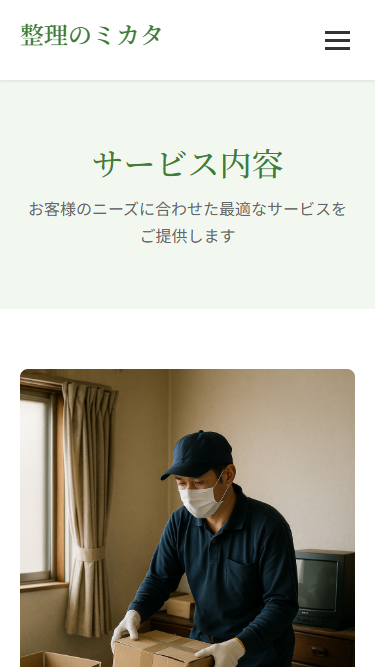 整理のミカタ
サービス内容
お客様のニーズに合わせた最適なサービスを
ご提供します